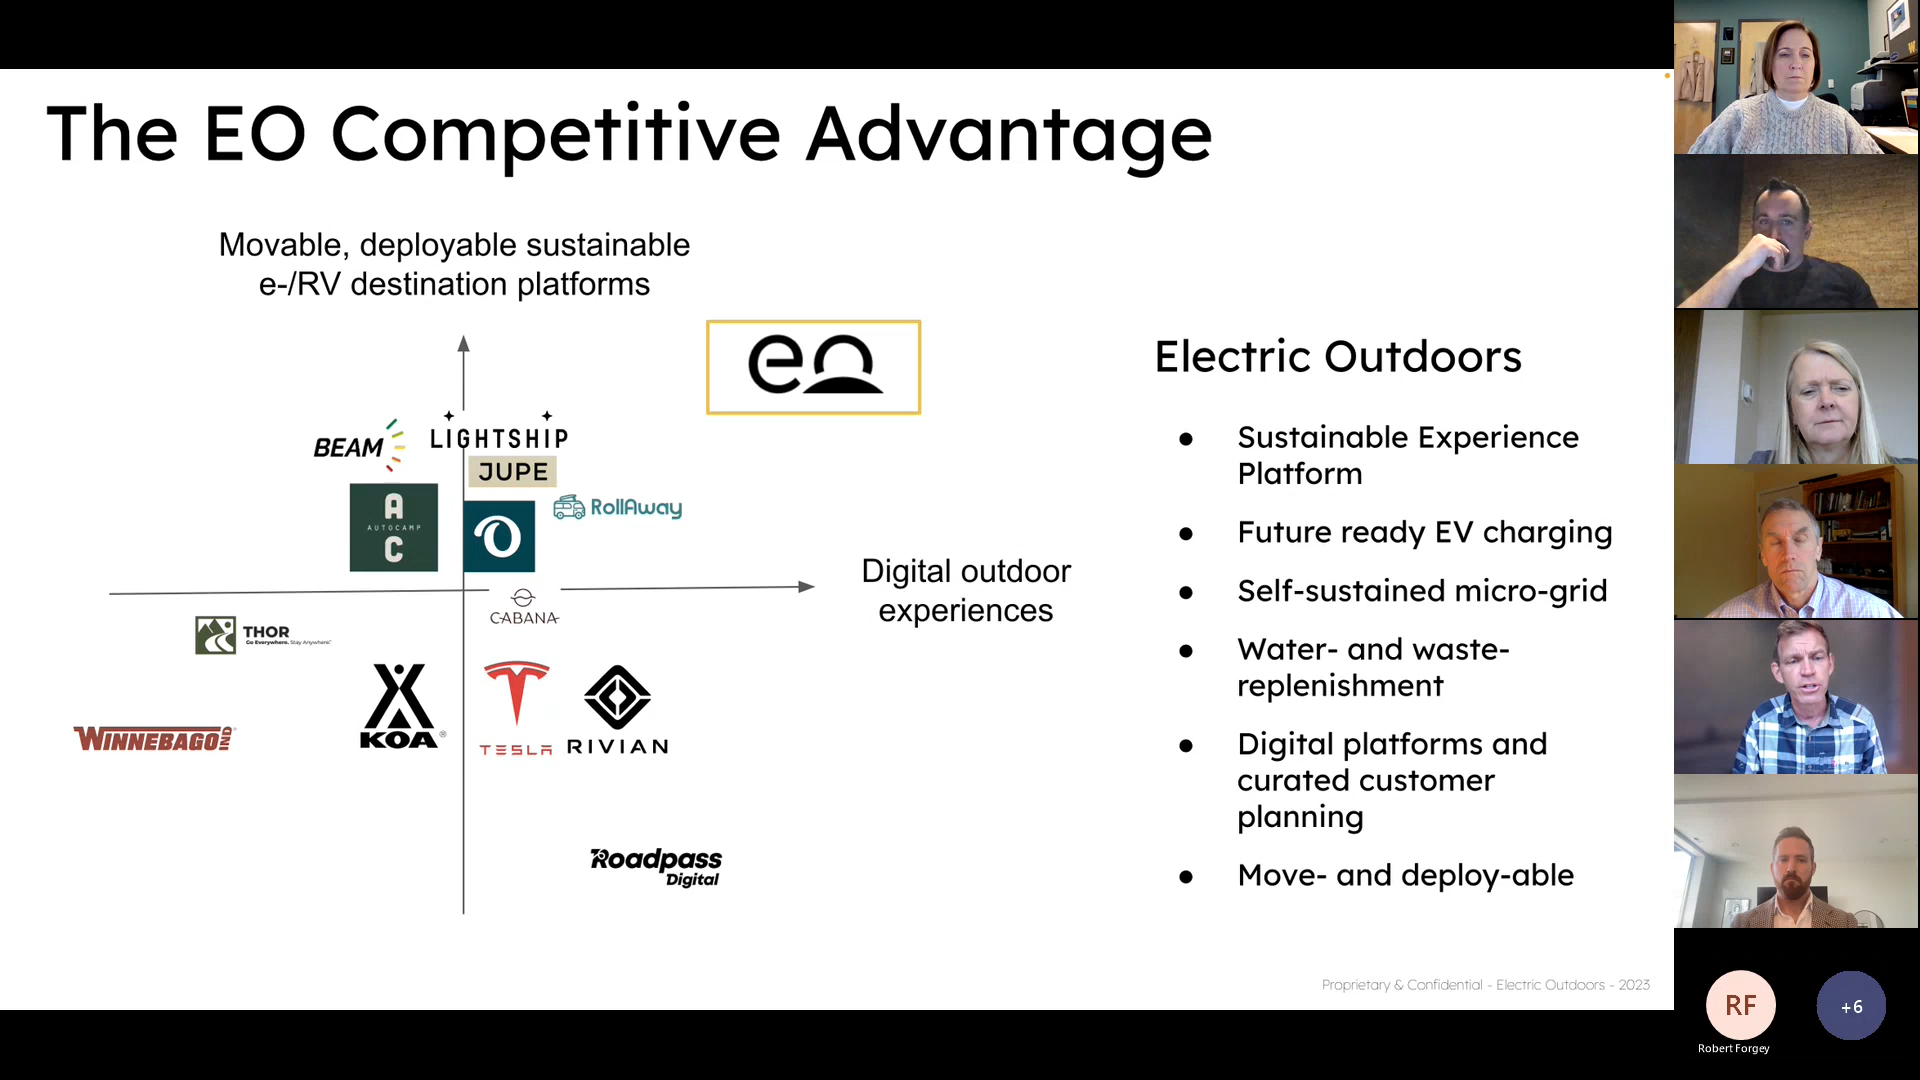 The EO Competitive Advantage
Movable, deployable sustainable
e-/RV destination platforms
eo
BEAM
LIGHTSHIP
JUPE
A
AUTOCAMP
C
O
RollAway
Digital outdoor
experiences
CABANA
THOR
Go Everywhere. Stay Anywhere.
KOA®
TESLA
RIVIAN
WINNEBAGO IND
Roadpass
Digital
Electric Outdoors
● Sustainable Experience
Platform
● Future ready EV charging
● Self-sustained micro-grid
● Water- and waste-
replenishment
● Digital platforms and
curated customer
planning
● Move- and deploy-able
Proprietary & Confidential - Electric Outdoors - 2023
W
RF
Robert Forgey
+6